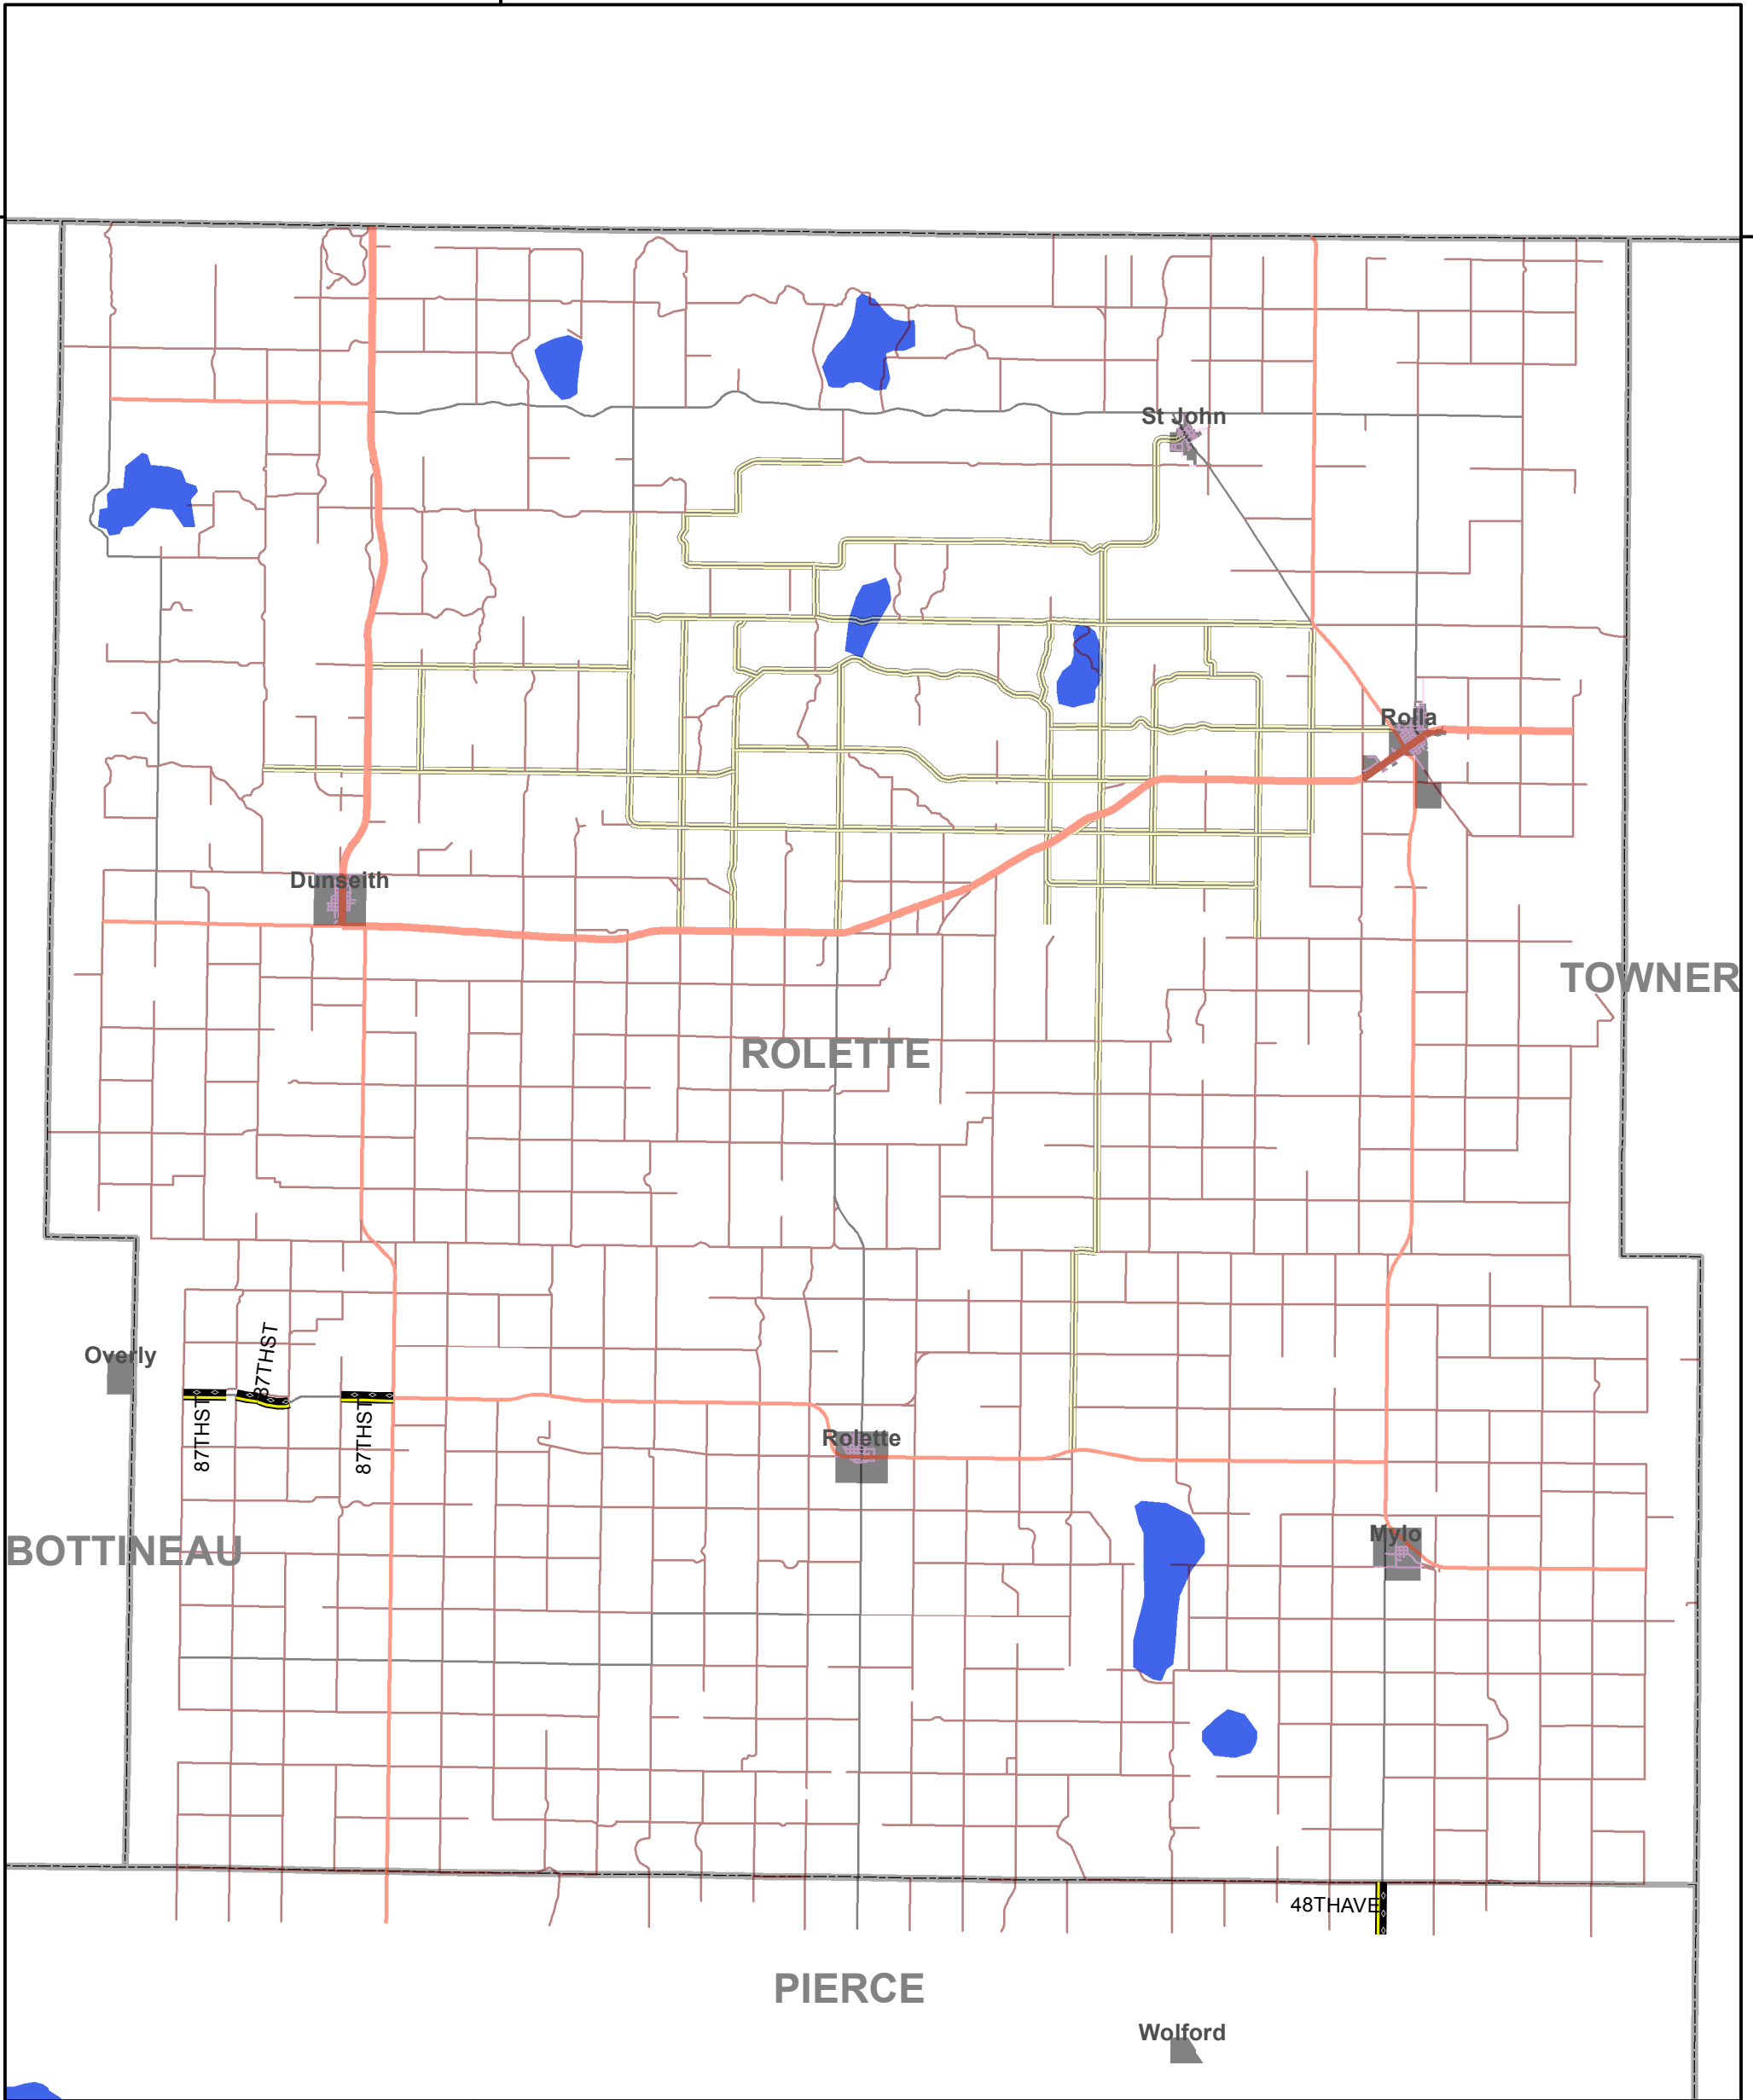 St John
Rolla
Dunseith
TOWNER
ROLETTE
Overly
87THST
87THST
87THST
Rolette
Mylo
BOTTINEAU
48THAVE
PIERCE
Wolford